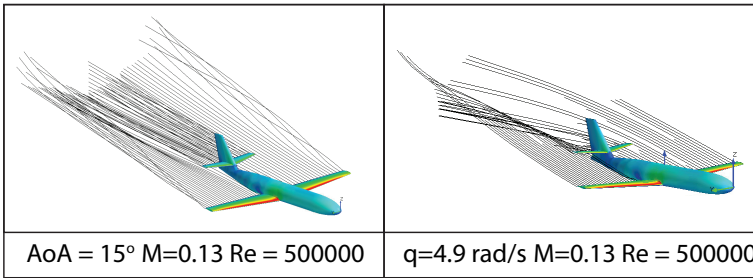 z
z
AoA = 15° M=0.13 Re = 500000
q=4.9 rad/s M=0.13 Re = 500000